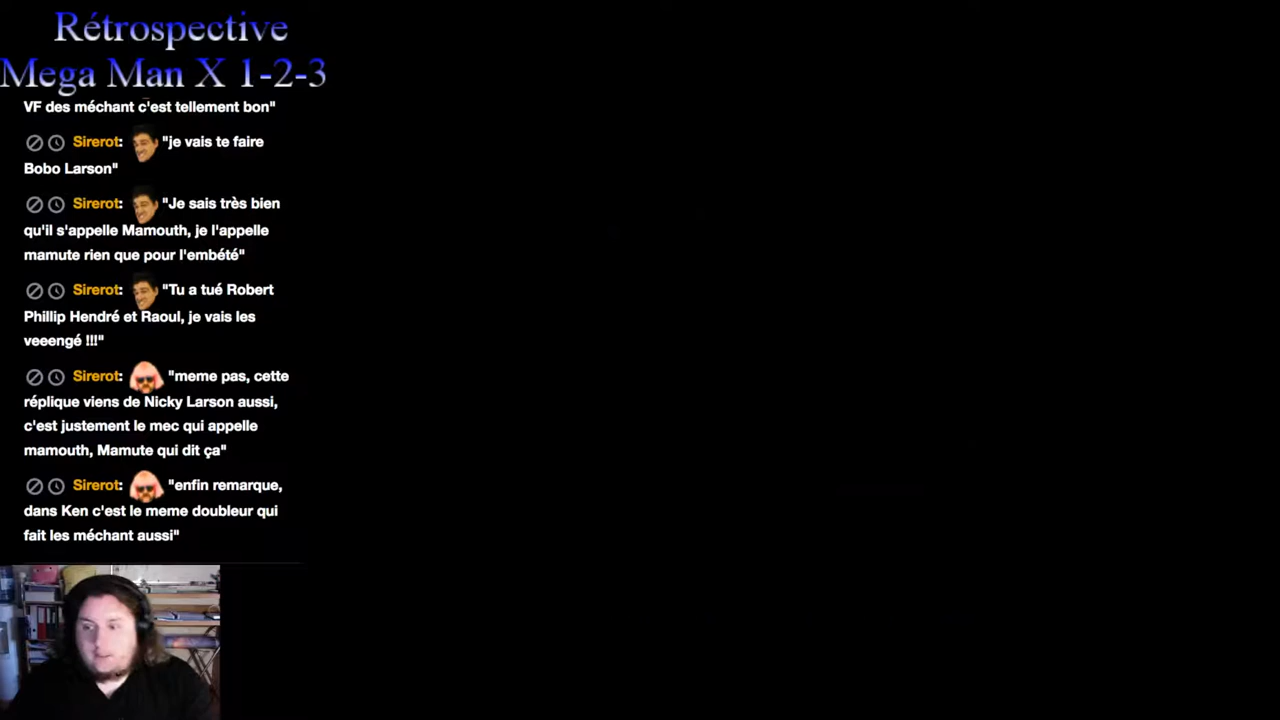 Rétrospective
Mega Man X 1-2-3
VF des méchant c'est tellement bon"
Sirerot: "je vais te faire
Bobo Larson"
Sirerot: "Je sais très bien
qu'il s'appelle Mamouth, je l'appelle
mamute rien que pour l'embété"
Sirerot: "Tu a tué Robert
Phillip Hendré et Raoul, je vais les
veeengé !!!"
Sirerot: "meme pas, cette
réplique viens de Nicky Larson aussi,
c'est justement le mec qui appelle
mamouth, Mamute qui dit ça"
Sirerot: "enfin remarque,
dans Ken c'est le meme doubleur qui
fait les méchant aussi"